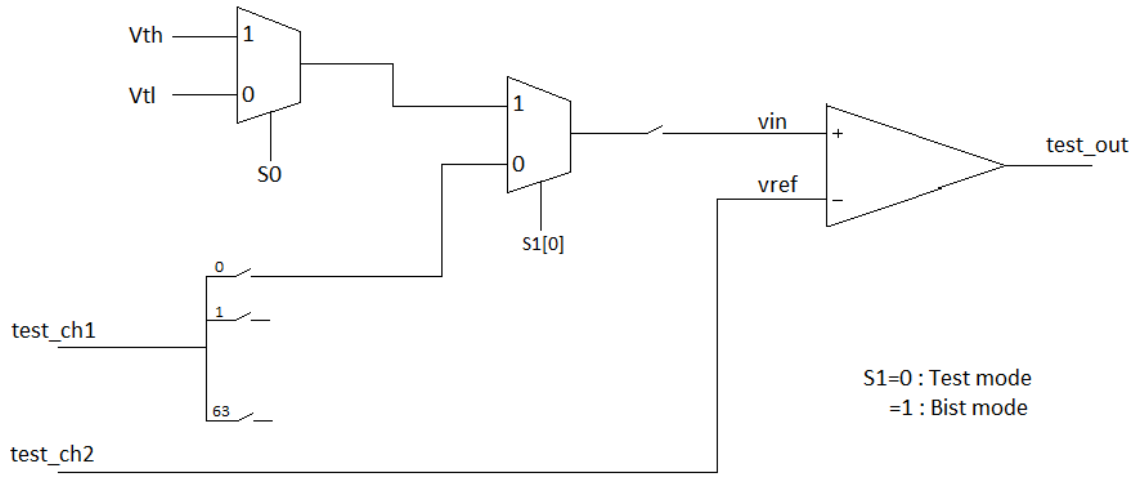 Vth
1
Vtl
0
S0
1
0
S1[0]
vin
+
vref
−
test_out
0
1
test_ch1
63
test_ch2
S1=0 : Test mode
=1 : Bist mode